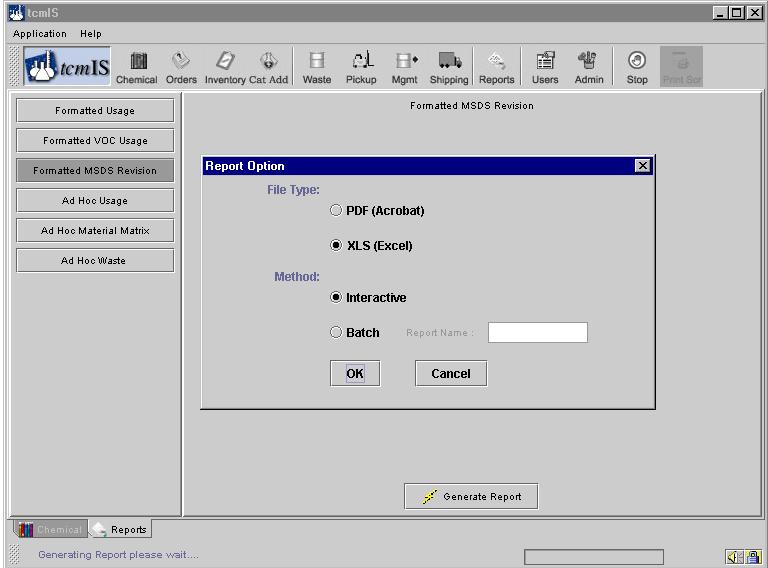 tcmIS
Application Help
tcmIS
Chemical Orders Inventory Cat Add Waste Pickup Mgmt Shipping Reports Users Admin Stop Print Scr
Formatted Usage
Formatted VOC Usage
Formatted MSDS Revision
Ad Hoc Usage
Ad Hoc Material Matrix
Ad Hoc Waste
Formatted MSDS Revision
Report Option
File Type:
PDF (Acrobat)
XLS (Excel)
Method:
Interactive
Batch Report Name :
OK Cancel
Generate Report
Chemical Reports
Generating Report please wait....